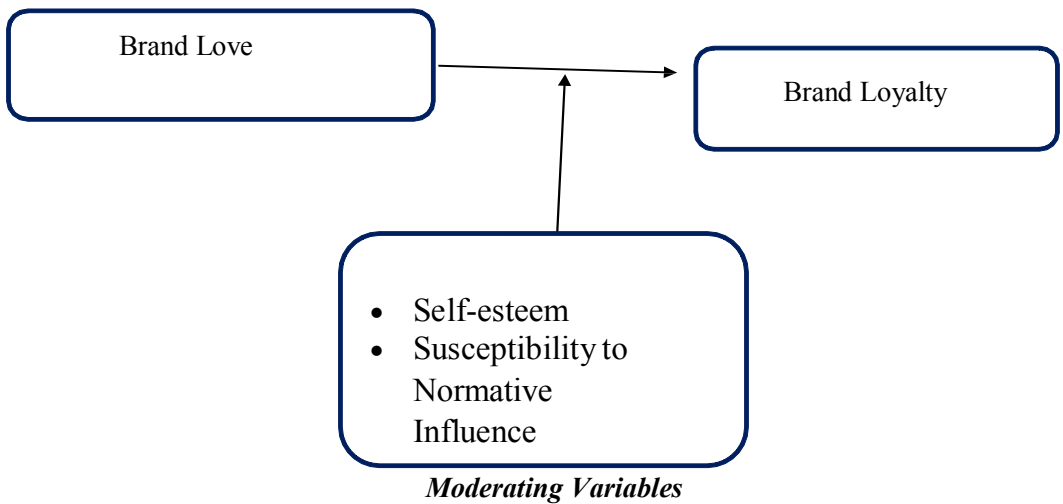 Brand Love
Brand Loyalty
• Self-esteem
• Susceptibility to
Normative
Influence
Moderating Variables